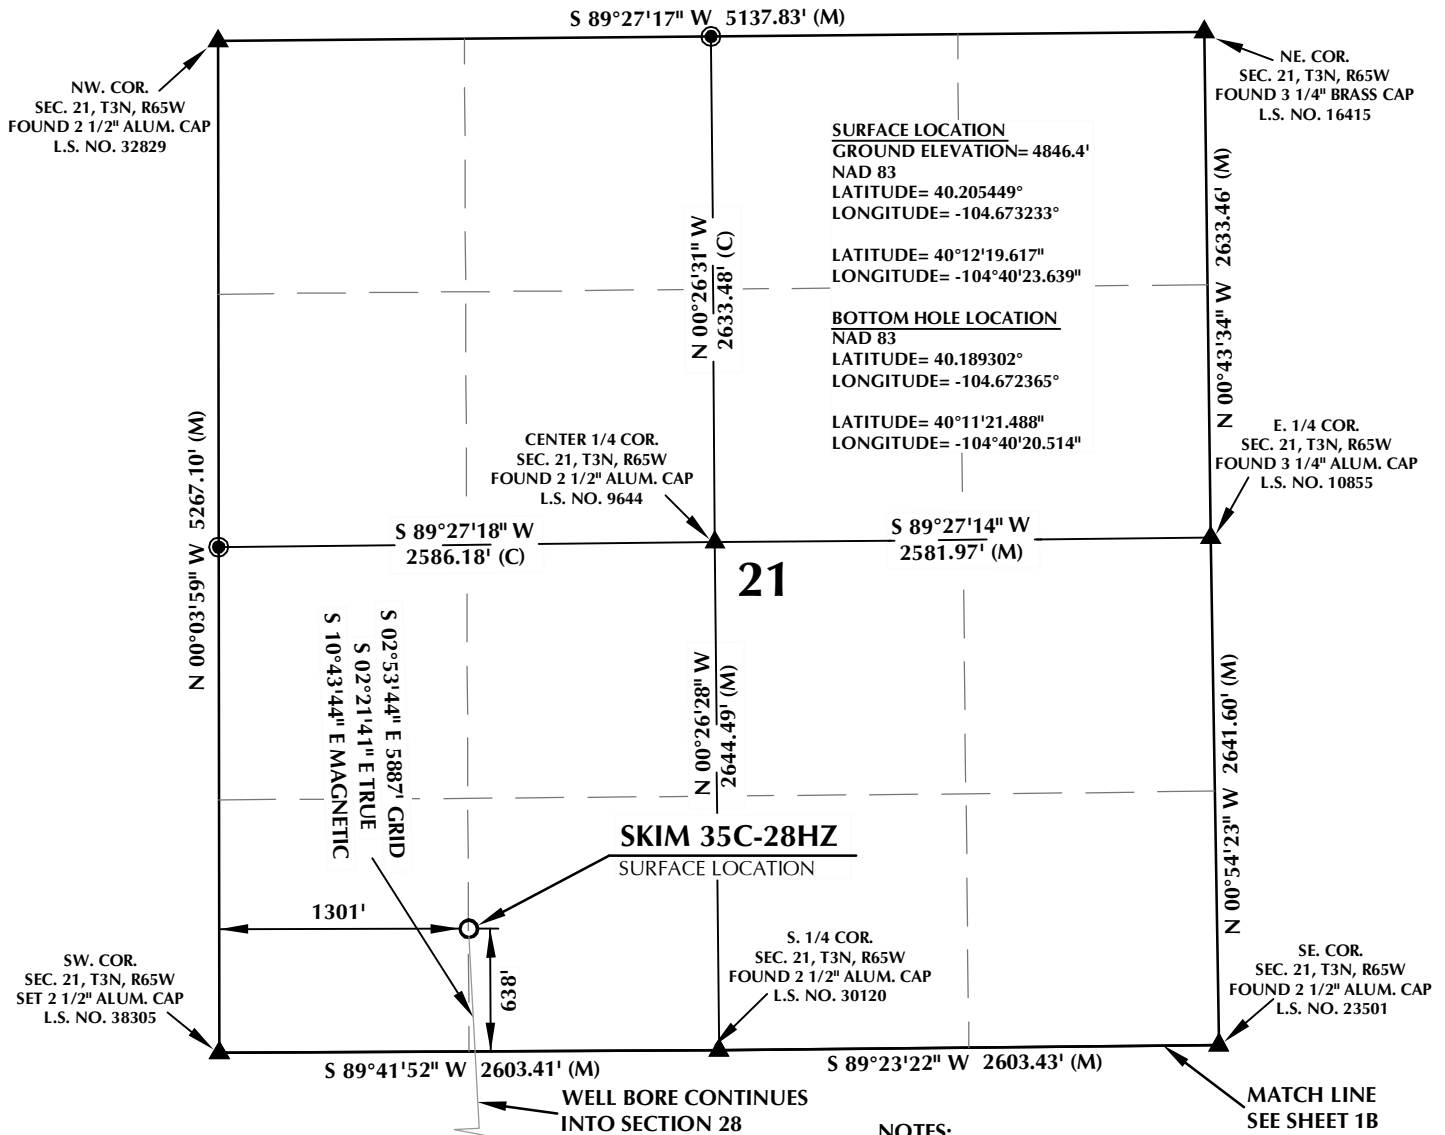 S 89°27'17" W 5137.83' (M)
NW. COR.
SEC. 21, T3N, R65W
FOUND 2 1/2" ALUM. CAP
L.S. NO. 32829
NE. COR.
SEC. 21, T3N, R65W
FOUND 3 1/4" BRASS CAP
L.S. NO. 16415
SURFACE LOCATION
GROUND ELEVATION= 4846.4'
NAD 83
LATITUDE= 40.205449°
LONGITUDE= -104.673233°
LATITUDE= 40°12'19.617"
LONGITUDE= -104°40'23.639"
BOTTOM HOLE LOCATION
NAD 83
LATITUDE= 40.189302°
LONGITUDE= -104.672365°
LATITUDE= 40°11'21.488"
LONGITUDE= -104°40'20.514"
N 00°26'31" W
2633.48' (C)
N 00°43'34" W 2633.46' (M)
N 00°03'59" W 5267.10' (M)
CENTER 1/4 COR.
SEC. 21, T3N, R65W
FOUND 2 1/2" ALUM. CAP
L.S. NO. 9644
E. 1/4 COR.
SEC. 21, T3N, R65W
FOUND 3 1/4" ALUM. CAP
L.S. NO. 10855
S 89°27'18" W
2586.18' (C)
S 89°27'14" W
2581.97' (M)
21
S 02°53'44" E 5887' GRID
S 02°21'41" E TRUE
S 10°43'44" E MAGNETIC
N 00°26'28" W
2644.49' (M)
N 00°54'23" W 2641.60' (M)
SKIM 35C-28HZ
SURFACE LOCATION
1301'
638'
SW. COR.
SEC. 21, T3N, R65W
SET 2 1/2" ALUM. CAP
L.S. NO. 38305
S. 1/4 COR.
SEC. 21, T3N, R65W
FOUND 2 1/2" ALUM. CAP
L.S. NO. 30120
SE. COR.
SEC. 21, T3N, R65W
FOUND 2 1/2" ALUM. CAP
L.S. NO. 23501
S 89°41'52" W 2603.41' (M)
S 89°23'22" W 2603.43' (M)
WELL BORE CONTINUES
INTO SECTION 28
MATCH LINE
SEE SHEET 1B
NOTES: